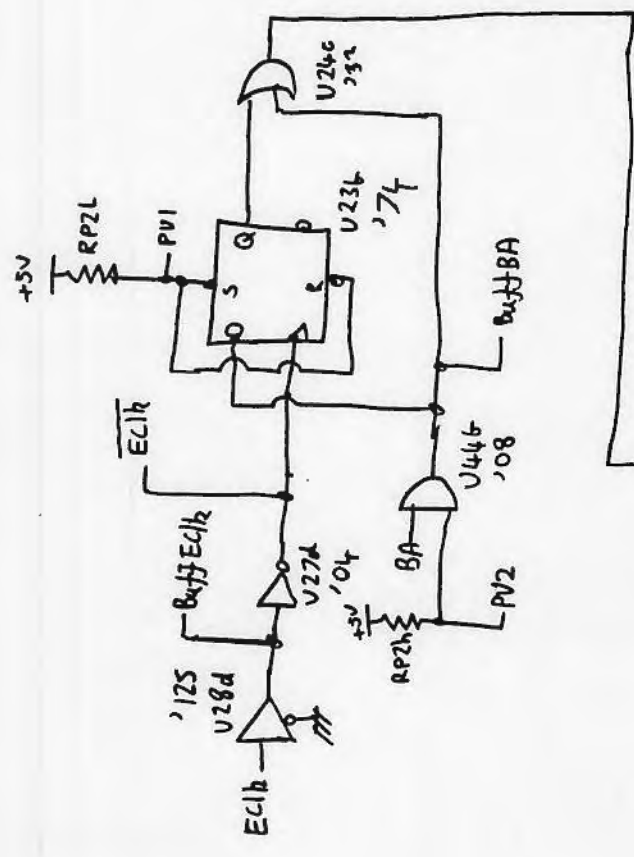 +5V
RP2L
PU1
S
D
Q
R
U23b
'74
U24c
'32
EClk
BuffEClk
'125
U28d
EClk
U27d
'04
BA
U44b
'08
BuffBA
+5V
RP2h
PU2